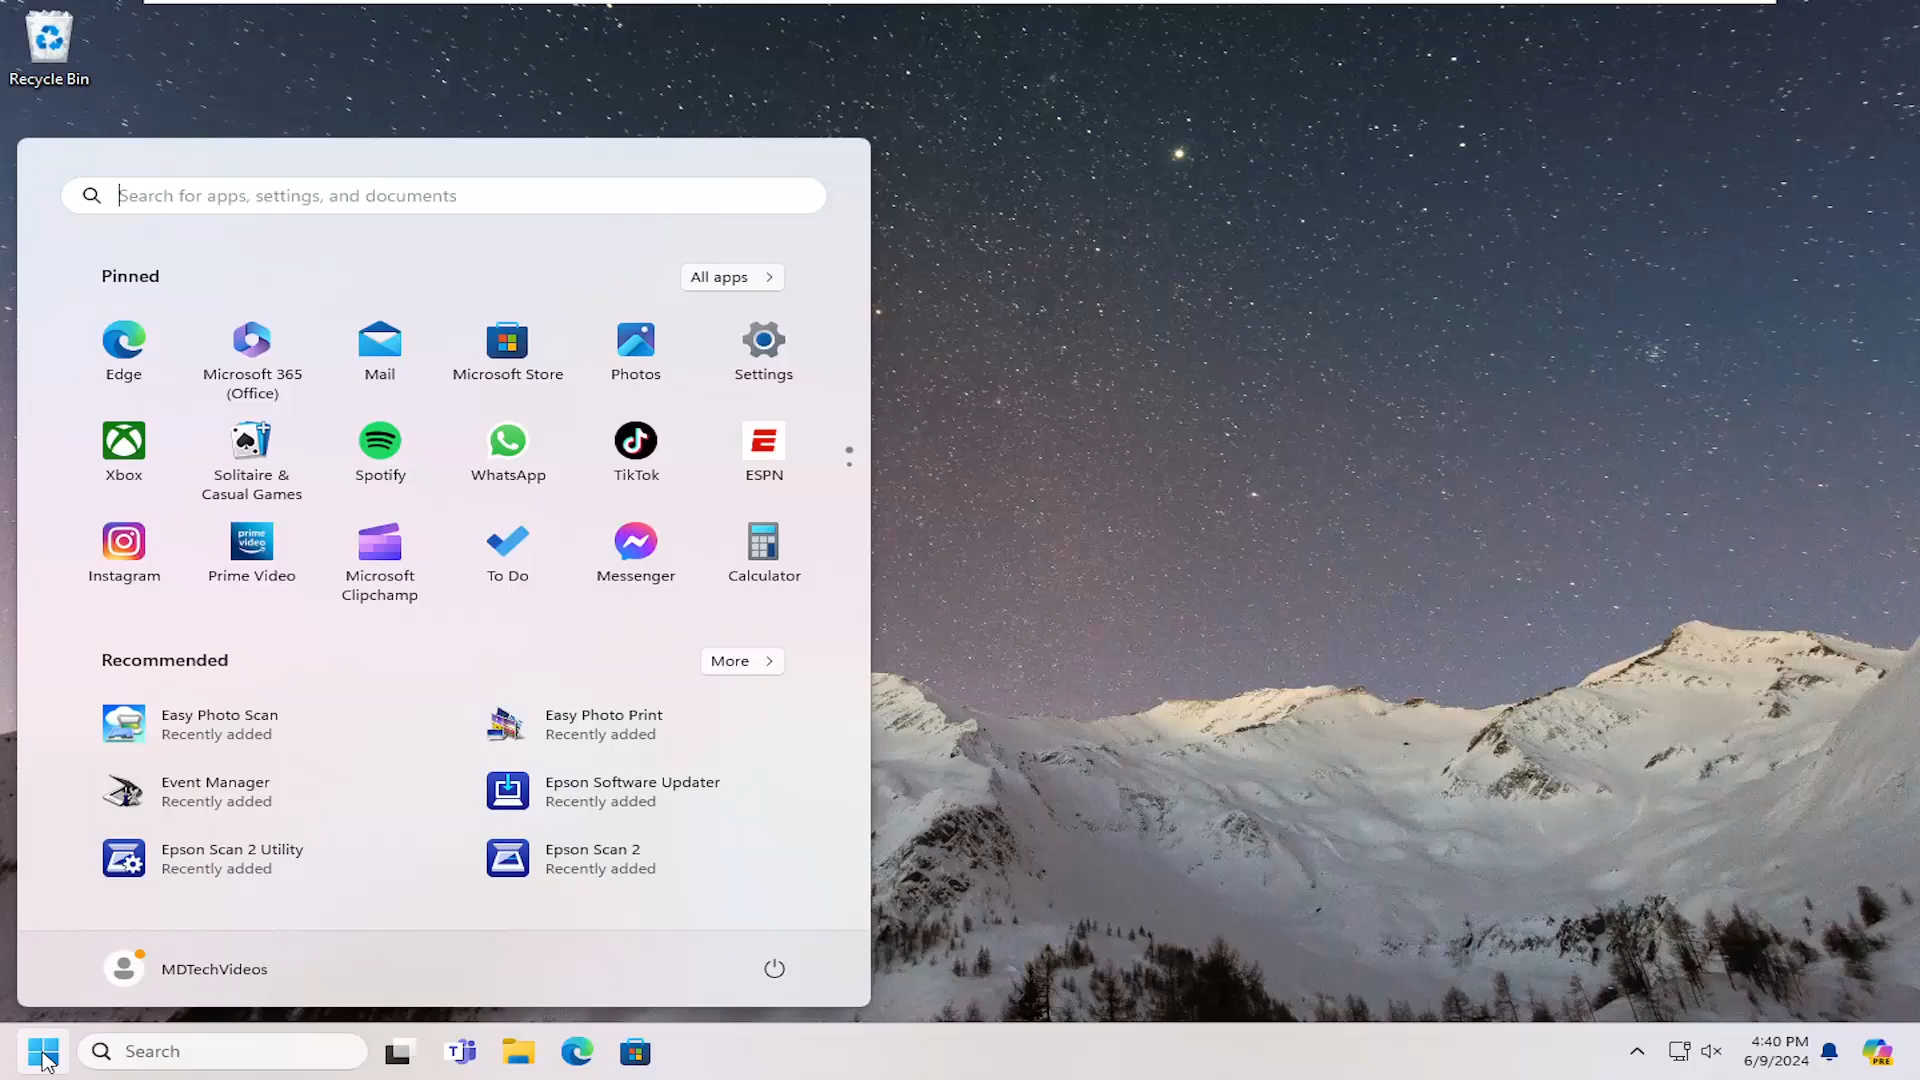 Recycle Bin
Search for apps, settings, and documents
Pinned
All apps
Edge
Microsoft 365
(Office)
Mail
Microsoft Store
Photos
Settings
Xbox
Solitaire &
Casual Games
Spotify
WhatsApp
TikTok
ESPN
Instagram
prime
video
Prime Video
Microsoft
Clipchamp
To Do
Messenger
Calculator
Recommended
More
Easy Photo Scan
Recently added
Easy Photo Print
Recently added
Event Manager
Recently added
Epson Software Updater
Recently added
Epson Scan 2 Utility
Recently added
Epson Scan 2
Recently added
MDTechVideos
Search
4:40 PM
6/9/2024
PRE